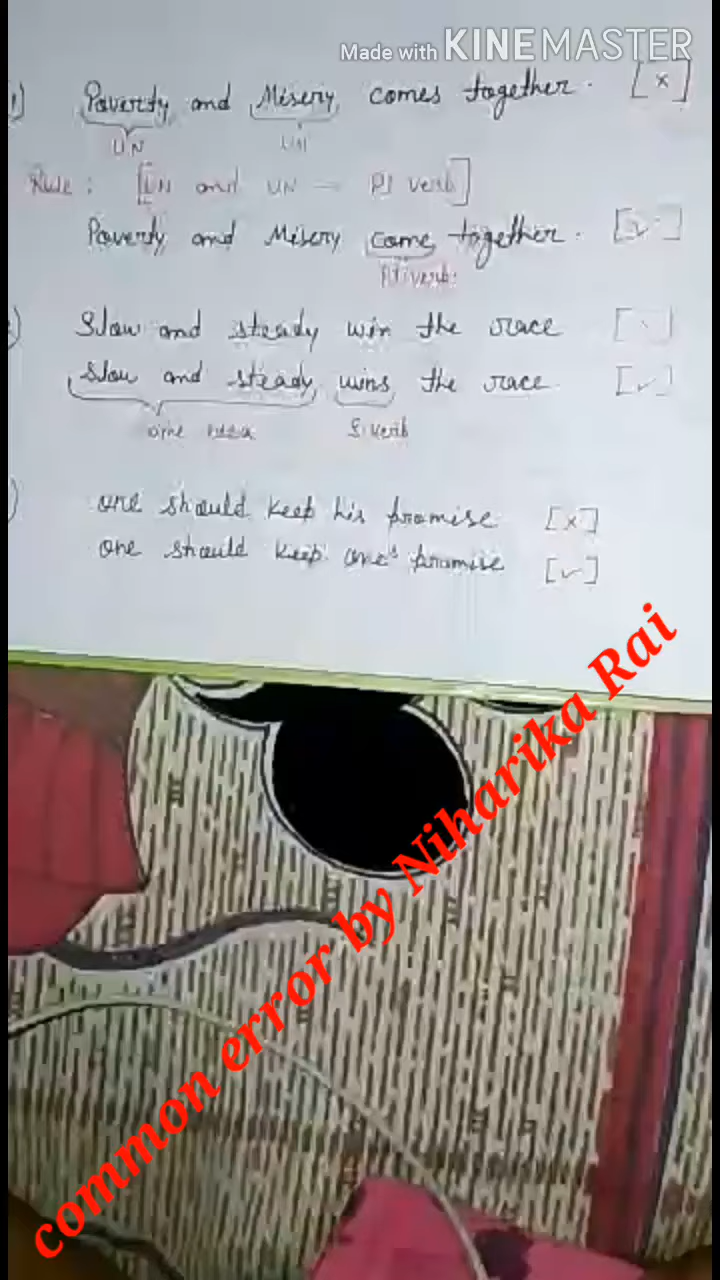 Made with KINEMASTER
1) Poverty and Misery comes together. [x]
UN UN
Rule: [UN and UN — Pl verb]
Poverty and Misery come together. [✓]
Pl verb.
Slow and steady win the race [ ]
Slow and steady wins the race [✓]
one idea S. verb
one should keep his promise [x]
one should keep one's promise [✓]
common error by Niharika Rai